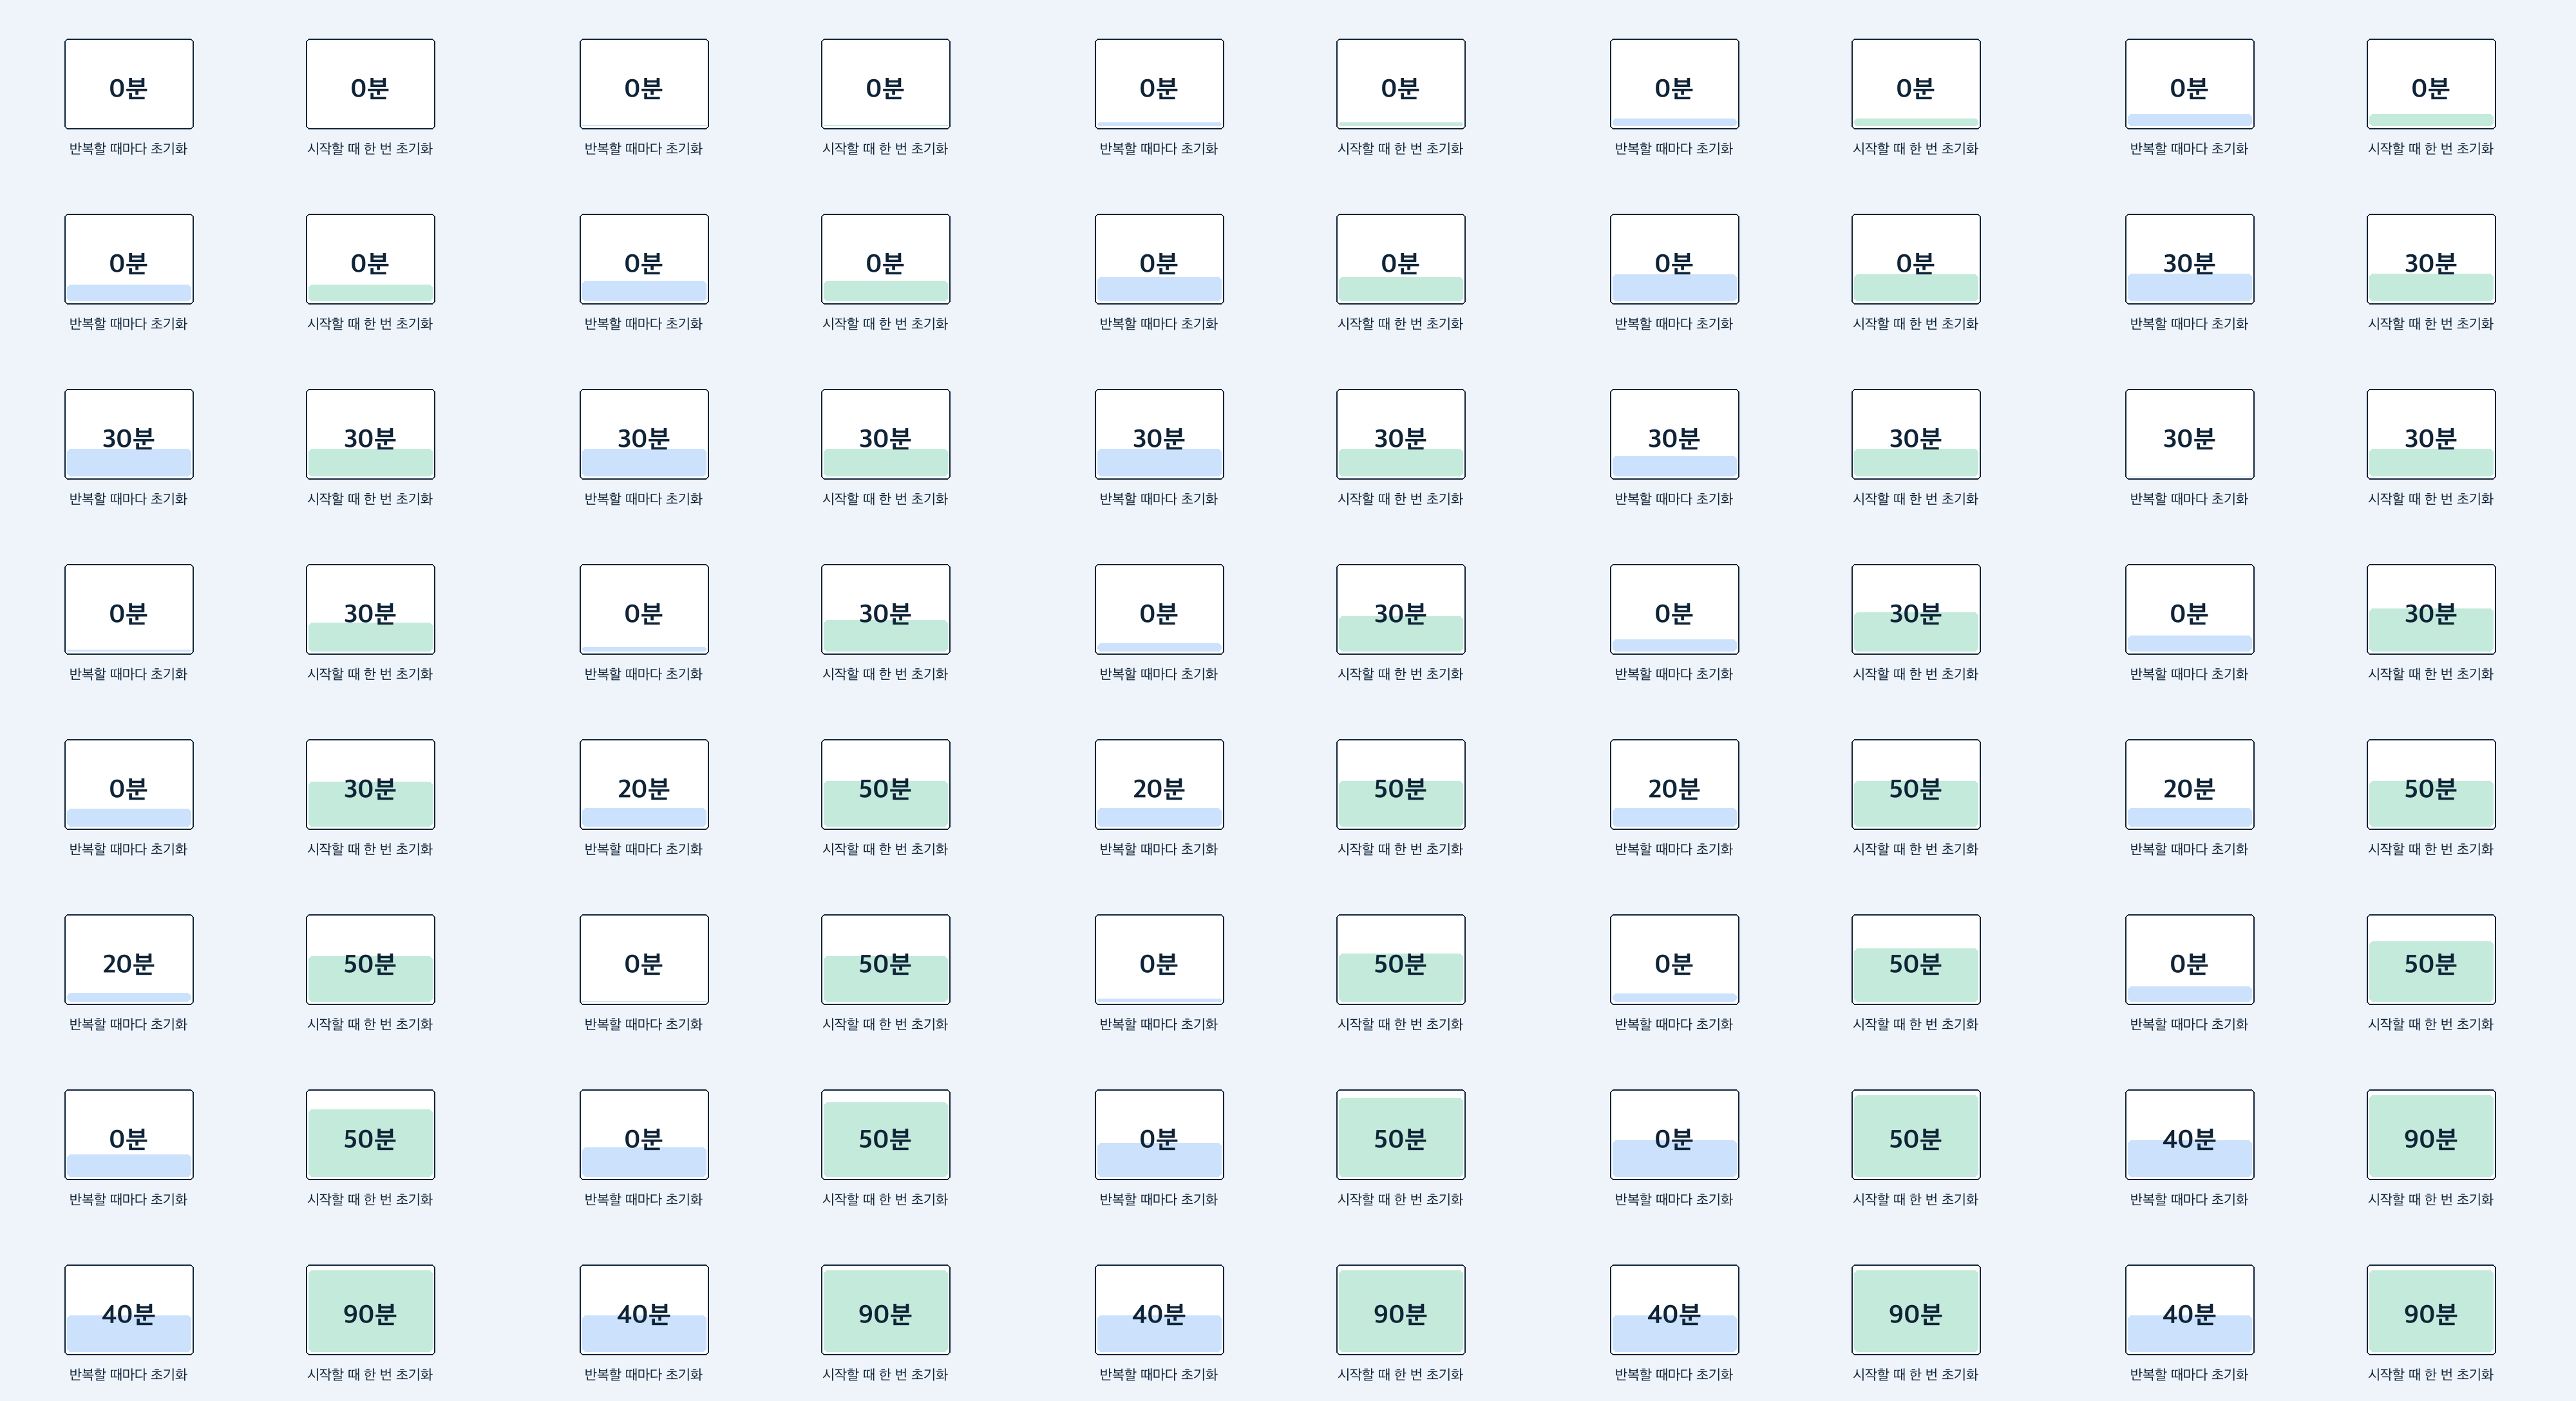 0분 0분 0분 0분 0분 0분 0분 0분 0분 0분
반복할 때마다 초기화 시작할 때 한 번 초기화 반복할 때마다 초기화 시작할 때 한 번 초기화 반복할 때마다 초기화 시작할 때 한 번 초기화 반복할 때마다 초기화 시작할 때 한 번 초기화 반복할 때마다 초기화 시작할 때 한 번 초기화
0분 0분 0분 0분 0분 0분 0분 0분 30분 30분
반복할 때마다 초기화 시작할 때 한 번 초기화 반복할 때마다 초기화 시작할 때 한 번 초기화 반복할 때마다 초기화 시작할 때 한 번 초기화 반복할 때마다 초기화 시작할 때 한 번 초기화 반복할 때마다 초기화 시작할 때 한 번 초기화
30분 30분 30분 30분 30분 30분 30분 30분 30분 30분
반복할 때마다 초기화 시작할 때 한 번 초기화 반복할 때마다 초기화 시작할 때 한 번 초기화 반복할 때마다 초기화 시작할 때 한 번 초기화 반복할 때마다 초기화 시작할 때 한 번 초기화 반복할 때마다 초기화 시작할 때 한 번 초기화
0분 30분 0분 30분 0분 30분 0분 30분 0분 30분
반복할 때마다 초기화 시작할 때 한 번 초기화 반복할 때마다 초기화 시작할 때 한 번 초기화 반복할 때마다 초기화 시작할 때 한 번 초기화 반복할 때마다 초기화 시작할 때 한 번 초기화 반복할 때마다 초기화 시작할 때 한 번 초기화
0분 30분 20분 50분 20분 50분 20분 50분 20분 50분
반복할 때마다 초기화 시작할 때 한 번 초기화 반복할 때마다 초기화 시작할 때 한 번 초기화 반복할 때마다 초기화 시작할 때 한 번 초기화 반복할 때마다 초기화 시작할 때 한 번 초기화 반복할 때마다 초기화 시작할 때 한 번 초기화
20분 50분 0분 50분 0분 50분 0분 50분 0분 50분
반복할 때마다 초기화 시작할 때 한 번 초기화 반복할 때마다 초기화 시작할 때 한 번 초기화 반복할 때마다 초기화 시작할 때 한 번 초기화 반복할 때마다 초기화 시작할 때 한 번 초기화 반복할 때마다 초기화 시작할 때 한 번 초기화
0분 50분 0분 50분 0분 50분 0분 50분 40분 90분
반복할 때마다 초기화 시작할 때 한 번 초기화 반복할 때마다 초기화 시작할 때 한 번 초기화 반복할 때마다 초기화 시작할 때 한 번 초기화 반복할 때마다 초기화 시작할 때 한 번 초기화 반복할 때마다 초기화 시작할 때 한 번 초기화
40분 90분 40분 90분 40분 90분 40분 90분 40분 90분
반복할 때마다 초기화 시작할 때 한 번 초기화 반복할 때마다 초기화 시작할 때 한 번 초기화 반복할 때마다 초기화 시작할 때 한 번 초기화 반복할 때마다 초기화 시작할 때 한 번 초기화 반복할 때마다 초기화 시작할 때 한 번 초기화